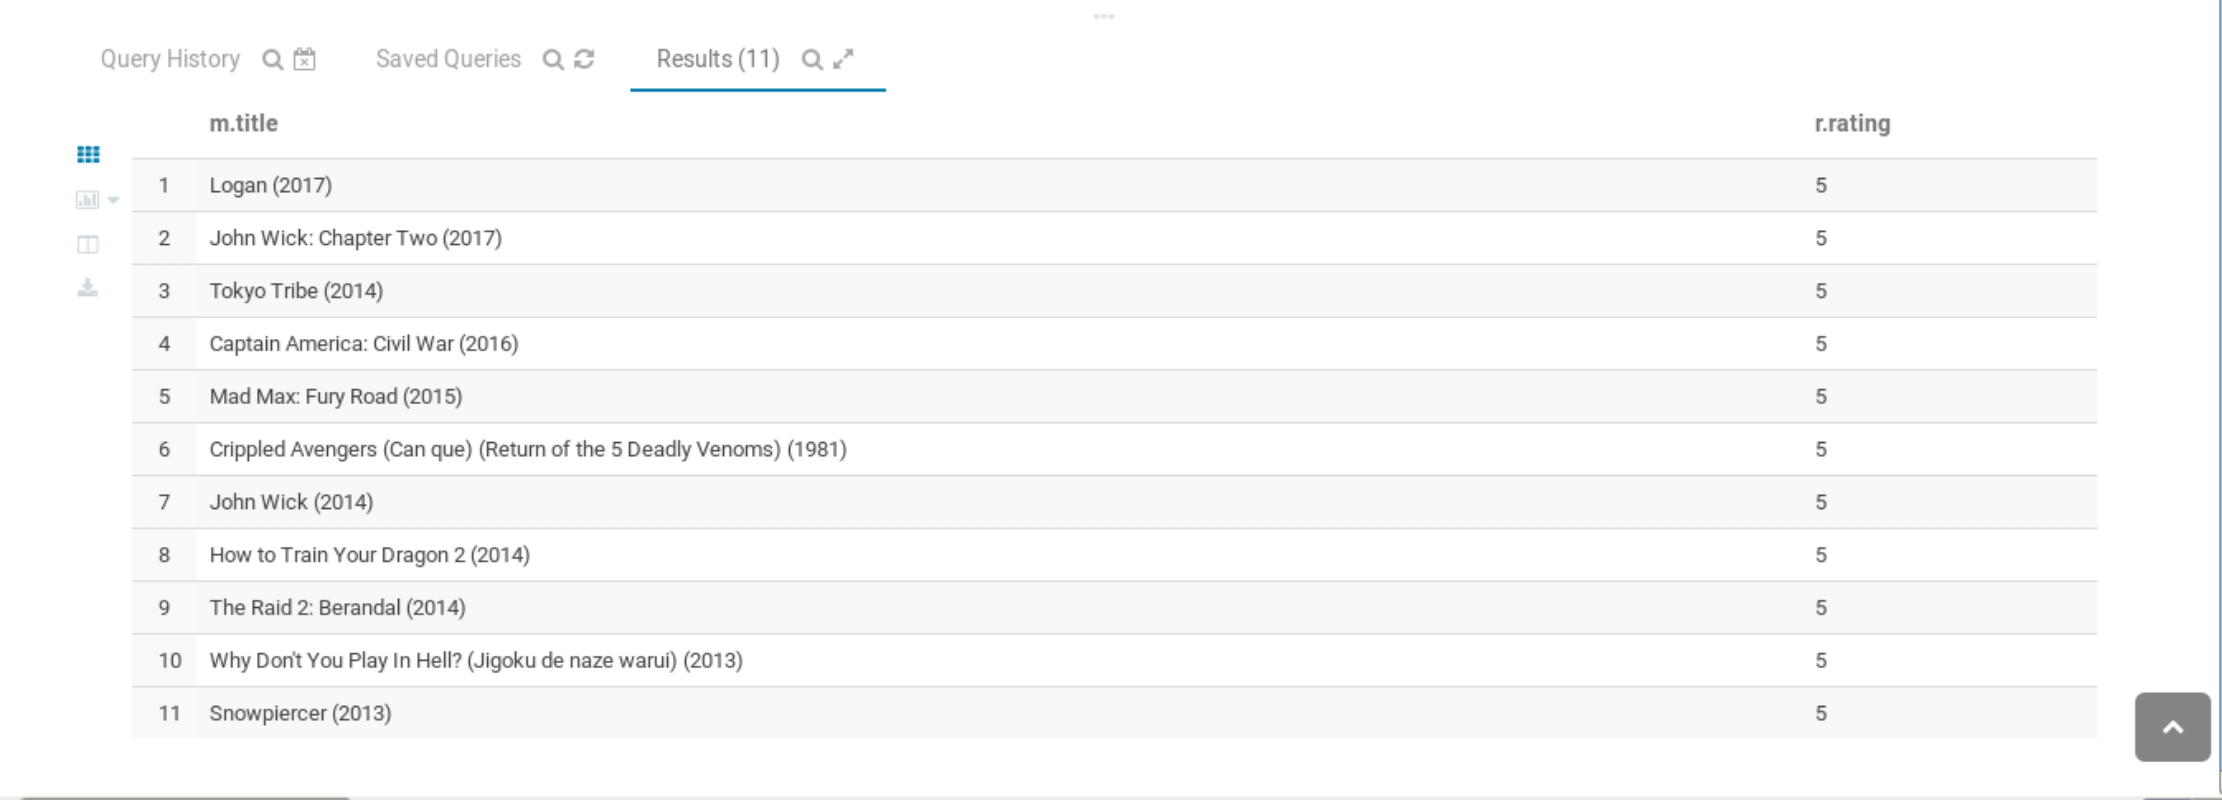 Query History Saved Queries Results (11)
m.title r.rating
1 Logan (2017) 5
2 John Wick: Chapter Two (2017) 5
3 Tokyo Tribe (2014) 5
4 Captain America: Civil War (2016) 5
5 Mad Max: Fury Road (2015) 5
6 Crippled Avengers (Can que) (Return of the 5 Deadly Venoms) (1981) 5
7 John Wick (2014) 5
8 How to Train Your Dragon 2 (2014) 5
9 The Raid 2: Berandal (2014) 5
10 Why Don't You Play In Hell? (Jigoku de naze warui) (2013) 5
11 Snowpiercer (2013) 5